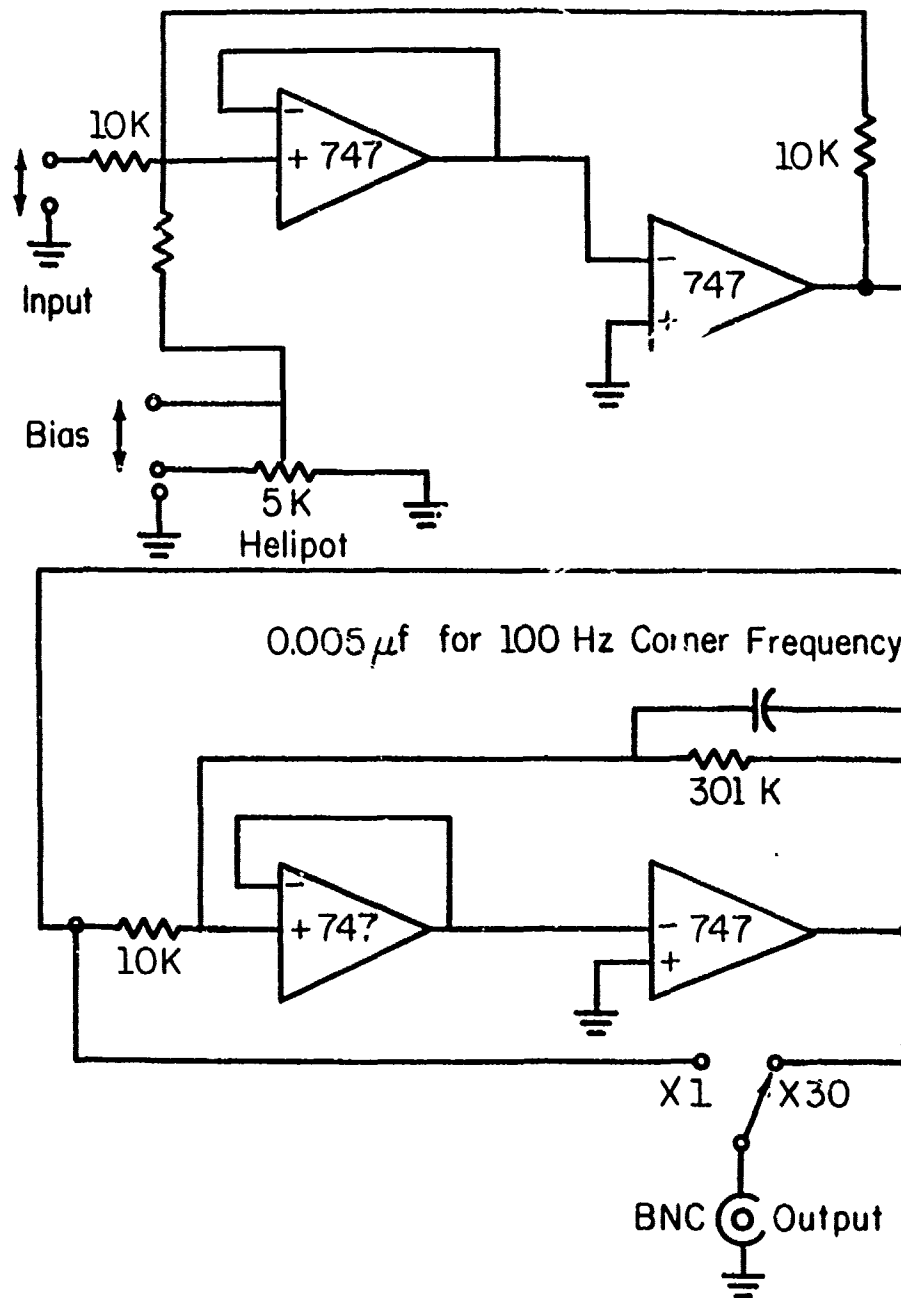 10K
- 
+ 747
10K
-
747
+
Input
Bias
5K
Helipot
0.005 μf for 100 Hz Corner Frequency
301 K
-
+ 747
- 747
+
10K
X1
X30
BNC Output